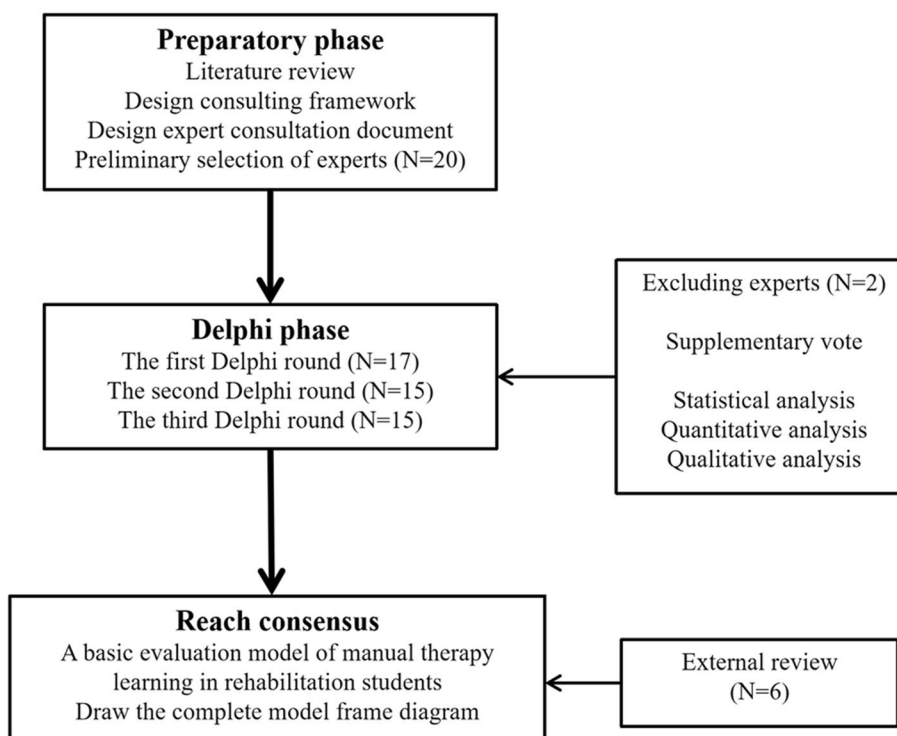 Preparatory phase
Literature review
Design consulting framework
Design expert consultation document
Preliminary selection of experts (N=20)
Excluding experts (N=2)
Supplementary vote
Statistical analysis
Quantitative analysis
Qualitative analysis
Delphi phase
The first Delphi round (N=17)
The second Delphi round (N=15)
The third Delphi round (N=15)
Reach consensus
A basic evaluation model of manual therapy
learning in rehabilitation students
Draw the complete model frame diagram
External review
(N=6)